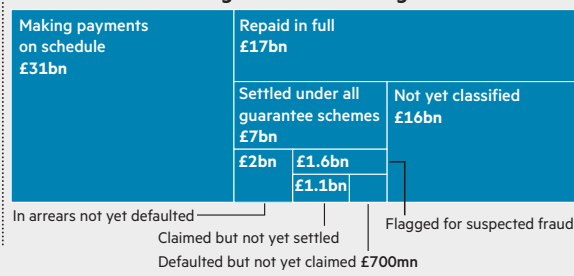 Making payments
on schedule
£31bn
Repaid in full
£17bn
Settled under all
guarantee schemes
£7bn
Not yet classified
£16bn
£2bn
£1.6bn
£1.1bn
In arrears not yet defaulted
Flagged for suspected fraud
Claimed but not yet settled
Defaulted but not yet claimed £700mn